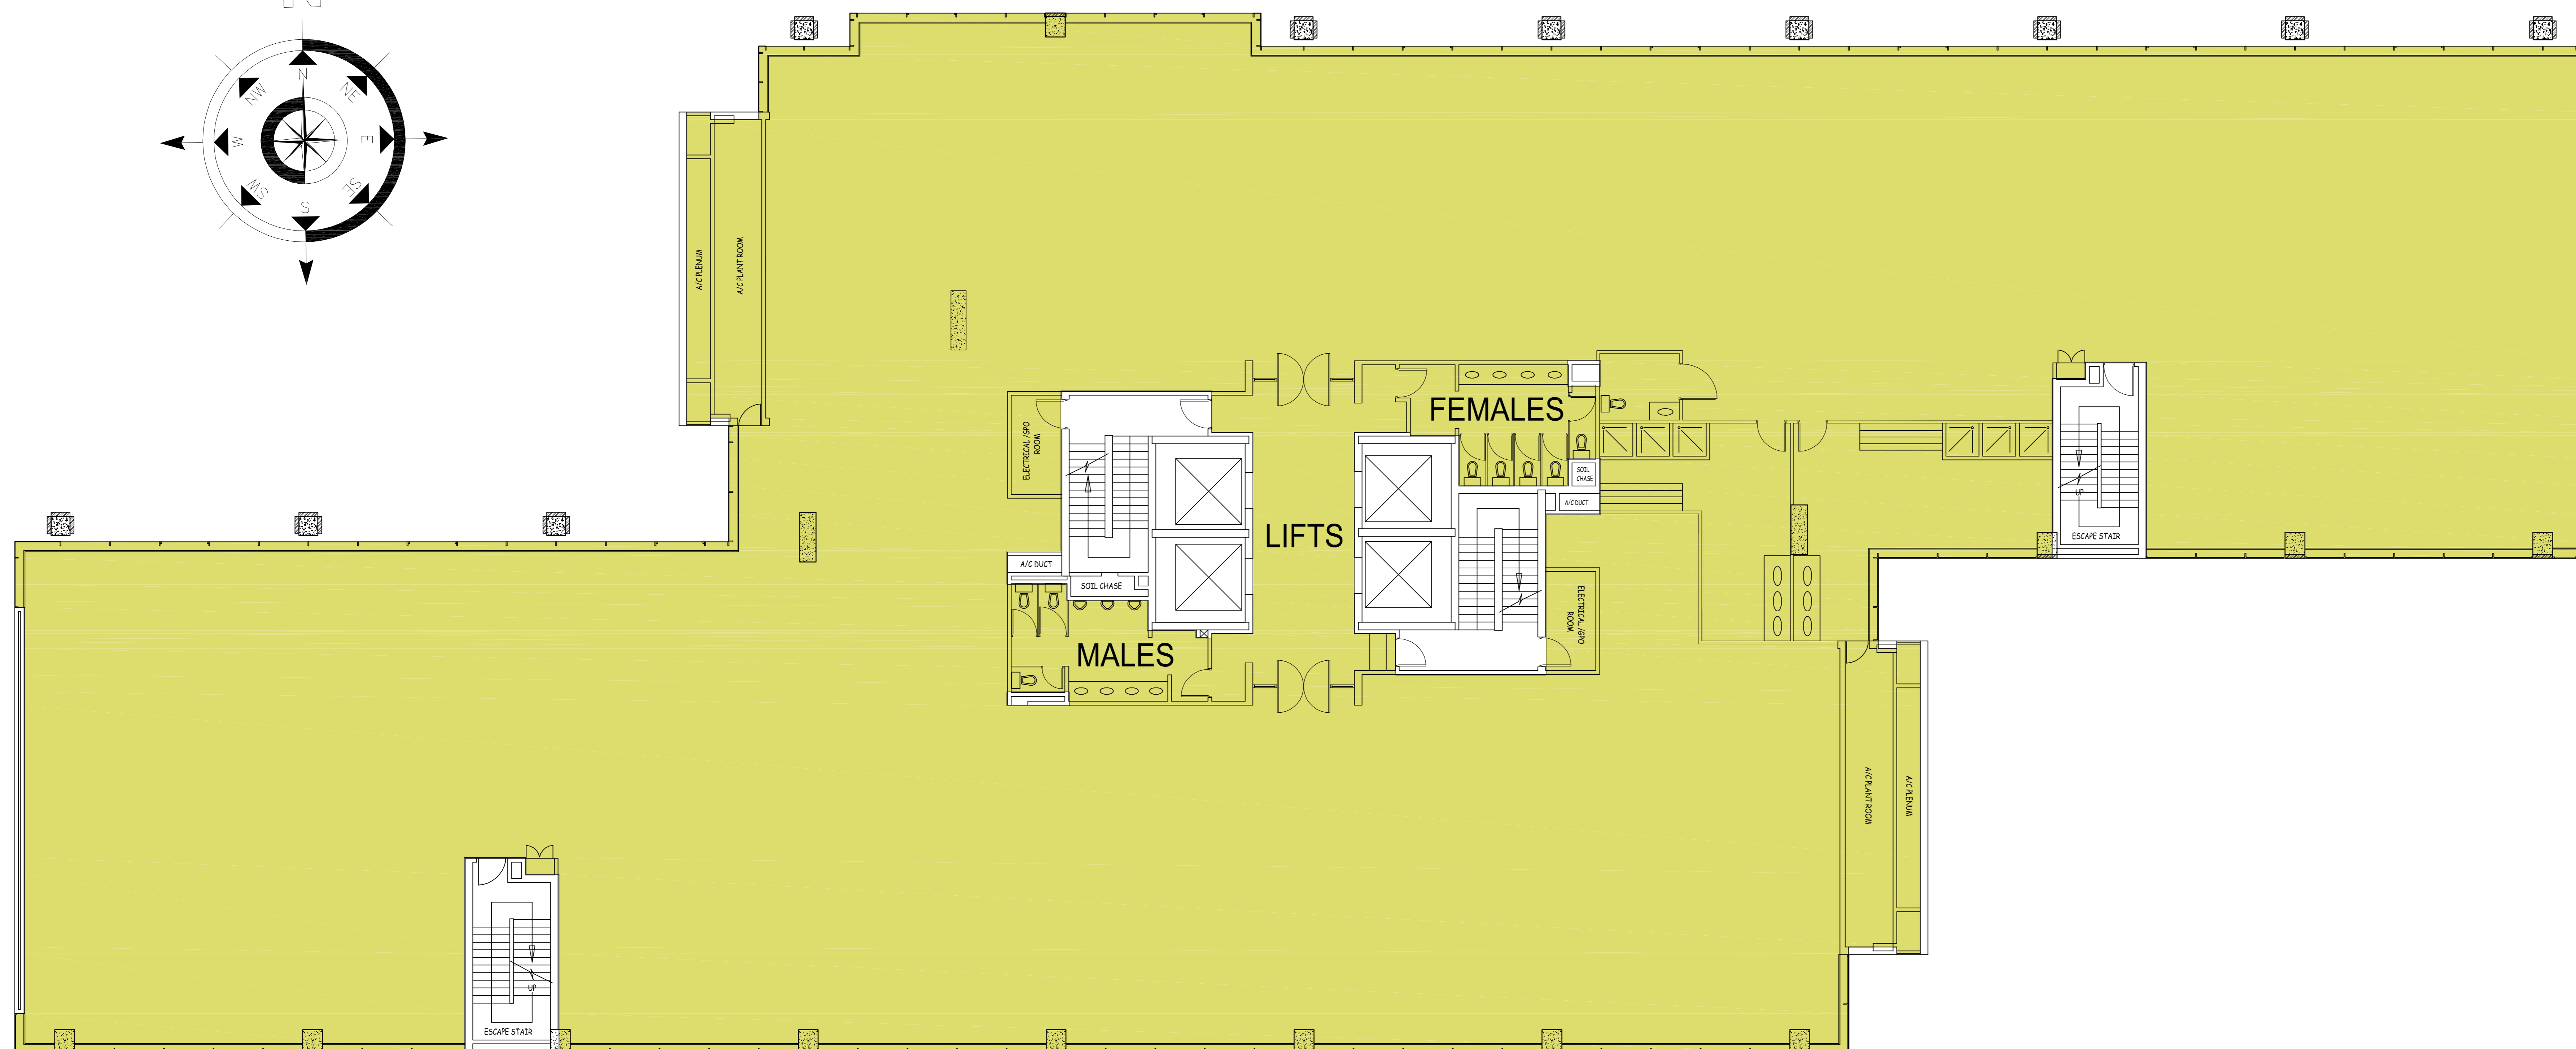 N
N
NE
E
SE
S
SW
W
NW
A/C PLENUM
A/C PLANT ROOM
ELECTRICAL /GPO
ROOM
FEMALES
SOIL
CHASE
A/C DUCT
LIFTS
UP
ESCAPE STAIR
A/C DUCT
SOIL CHASE
MALES
ELECTRICAL /GPO
ROOM
A/C PLANT ROOM
A/C PLENUM
UP
ESCAPE STAIR